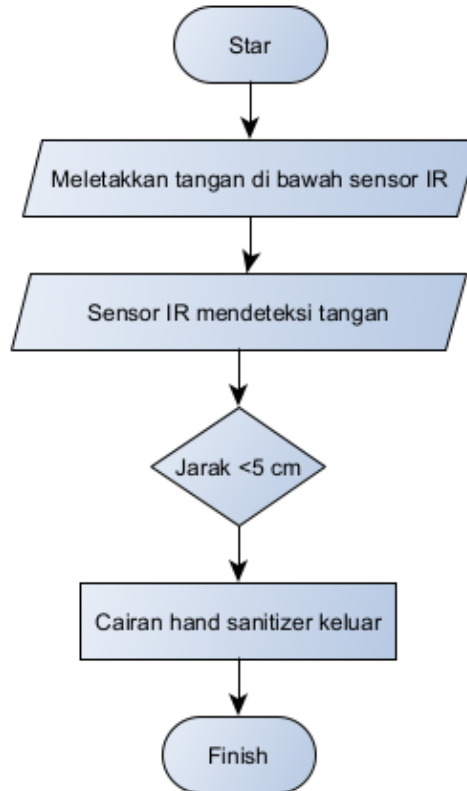 Star
Meletakkan tangan di bawah sensor IR
Sensor IR mendeteksi tangan
Jarak <5 cm
Cairan hand sanitizer keluar
Finish